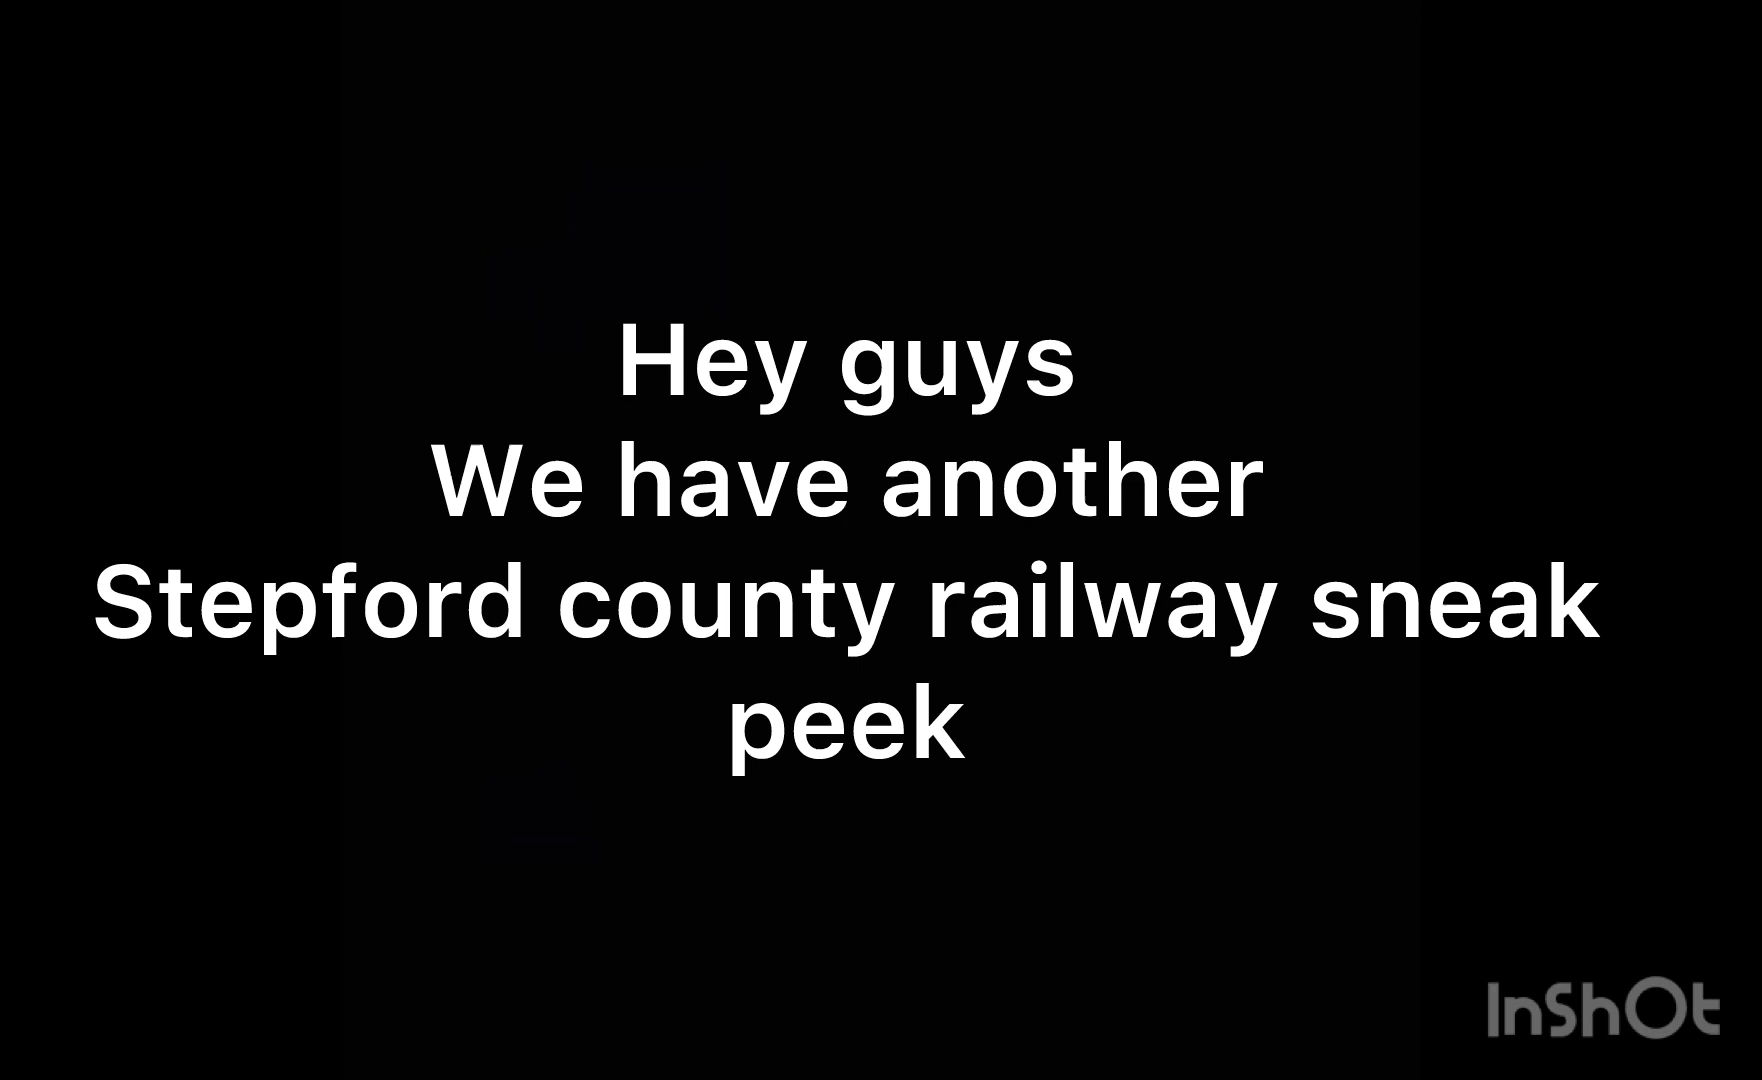 Hey guys
We have another
Stepford county railway sneak
peek
InShOt